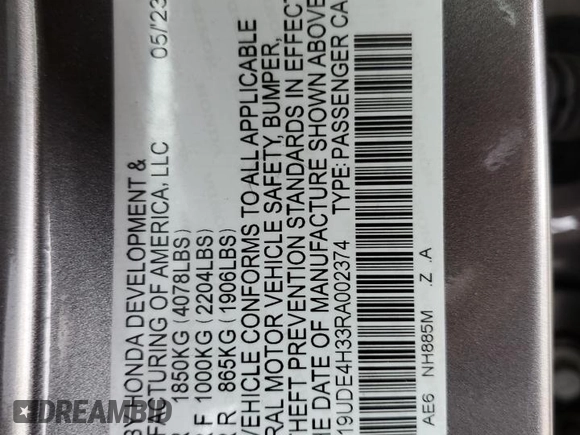 BY HONDA DEVELOPMENT & 05/'23
FACTURING OF AMERICA, LLC
R 1850KG (4078LBS)
R F 1000KG (2204LBS)
R R 865KG (1906LBS)
VEHICLE CONFORMS TO ALL APPLICABLE
RAL MOTOR VEHICLE SAFETY, BUMPER,
THEFT PREVENTION STANDARDS IN EFFECT
HE DATE OF MANUFACTURE SHOWN ABOVE
19UDE4H33RA002374 TYPE: PASSENGER CA
AE6 NH885M .Z .A
DREAMBID